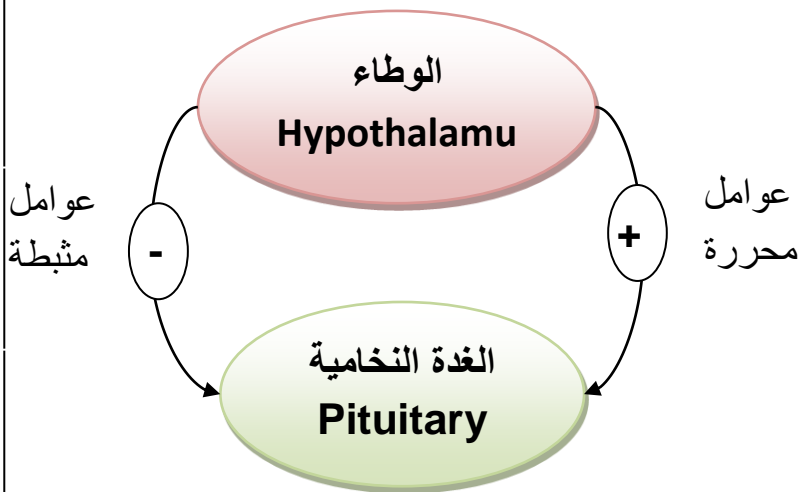 الوطاء
Hypothalamu
عوامل
محررة
+
عوامل
مثبطة
-
الغدة النخامية
Pituitary